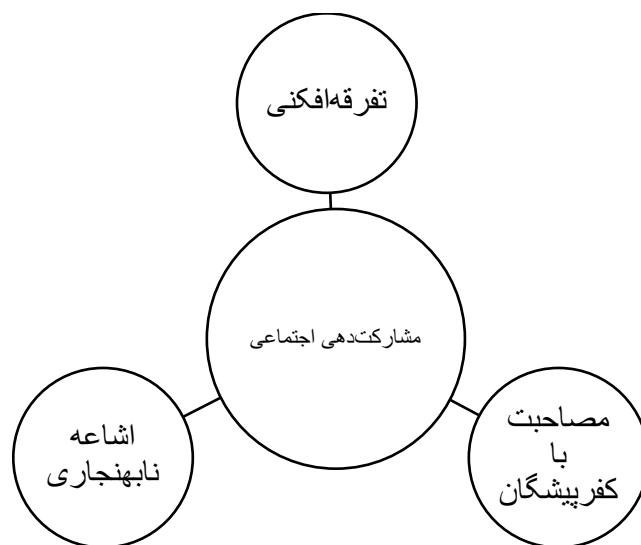 تفرقه‌افکنی
مشارکت‌دهی اجتماعی
مصاحبت
با
کفرپیشگان
اشاعه
نابهنجاری